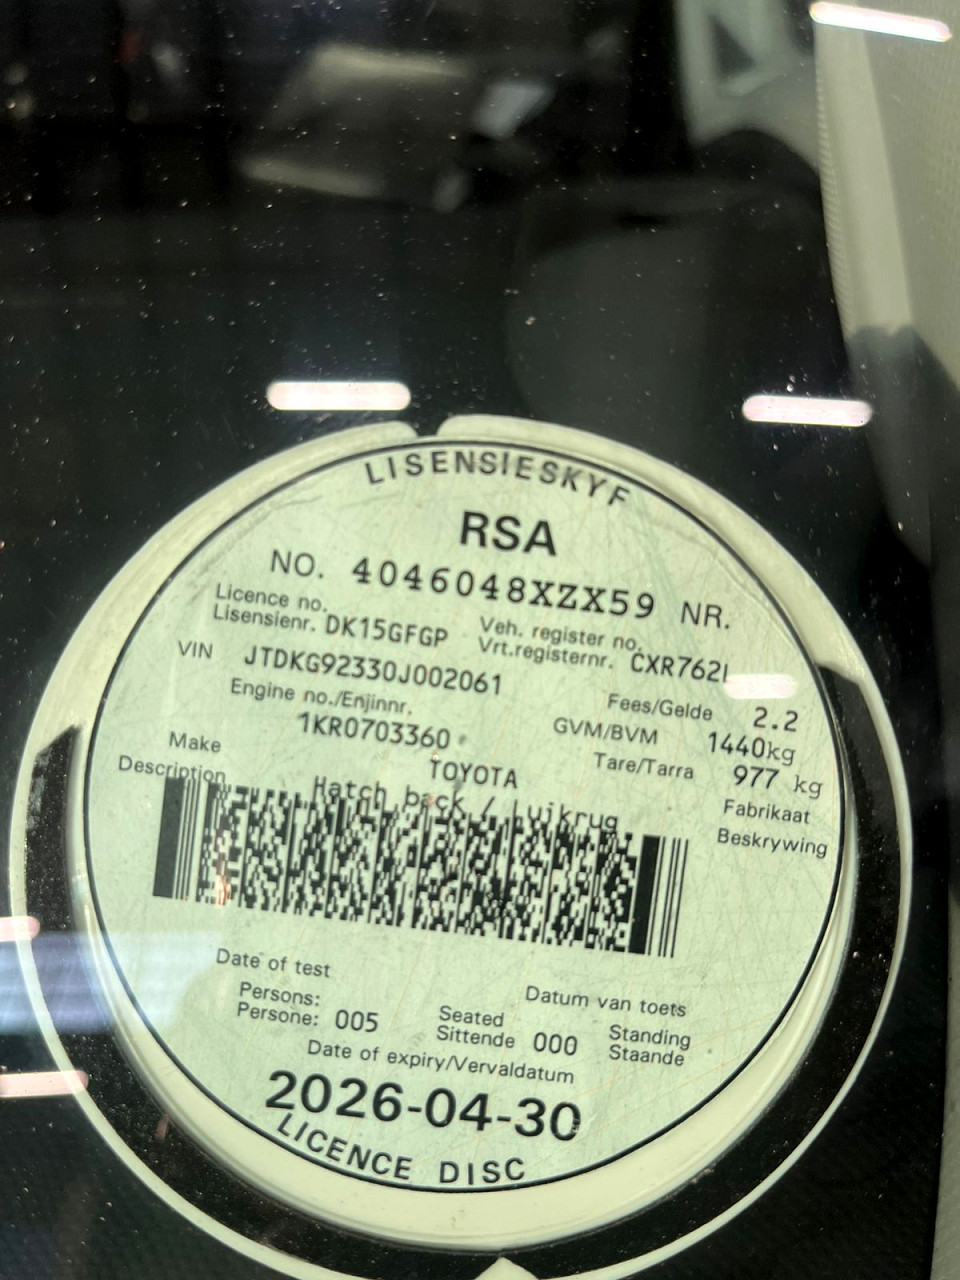 LISENSIESKYF
RSA
NO. 4046048XZX59 NR.
Licence no.
Lisensienr. DK15GFGP
Veh. register no.
Vrt.registernr.
VIN JTDKG92330J002061
Engine no./Enjinnr.
1KR0703360
Fees/Gelde 2.2
GVM/BVM 1440kg
Tare/Tarra 977 kg
Make TOYOTA Fabrikaat
Description Hatch back / Luikrug Beskrywing
Date of test Datum van toets
Persons:
Persone: 005
Seated
Sittende 000
Standing
Staande
Date of expiry/Vervaldatum
2026-04-30
LICENCE DISC